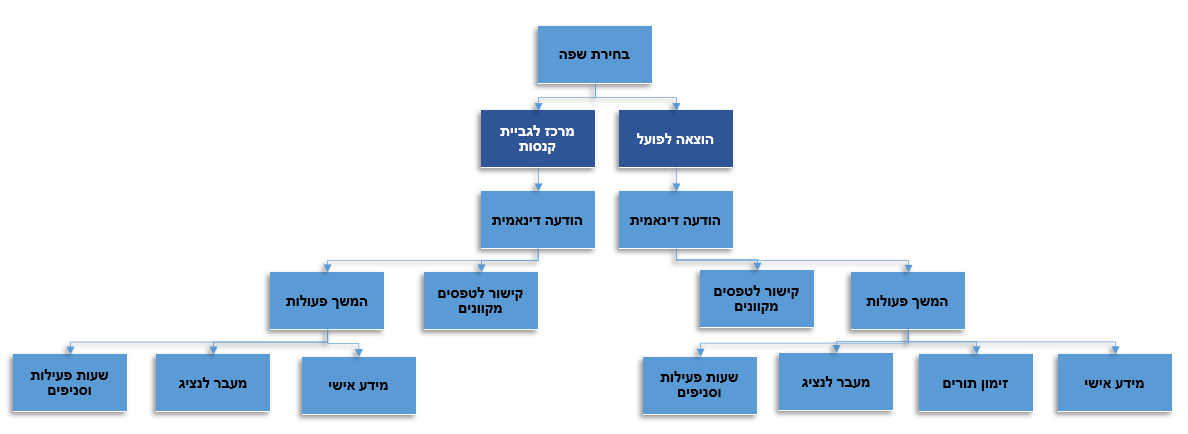 בחירת שפה
הוצאה לפועל
מרכז לגביית
קנסות
הודעה דינאמית
הודעה דינאמית
המשך פעולות
קישור לטפסים
מקוונים
קישור לטפסים
מקוונים
המשך פעולות
מידע אישי
זימון תורים
מעבר לנציג
שעות פעילות
וסניפים
מידע אישי
מעבר לנציג
שעות פעילות
וסניפים